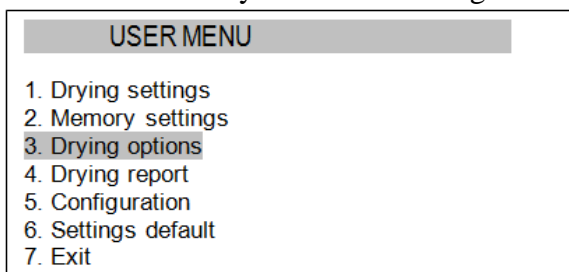 USER MENU
1. Drying settings
2. Memory settings
3. Drying options
4. Drying report
5. Configuration
6. Settings default
7. Exit